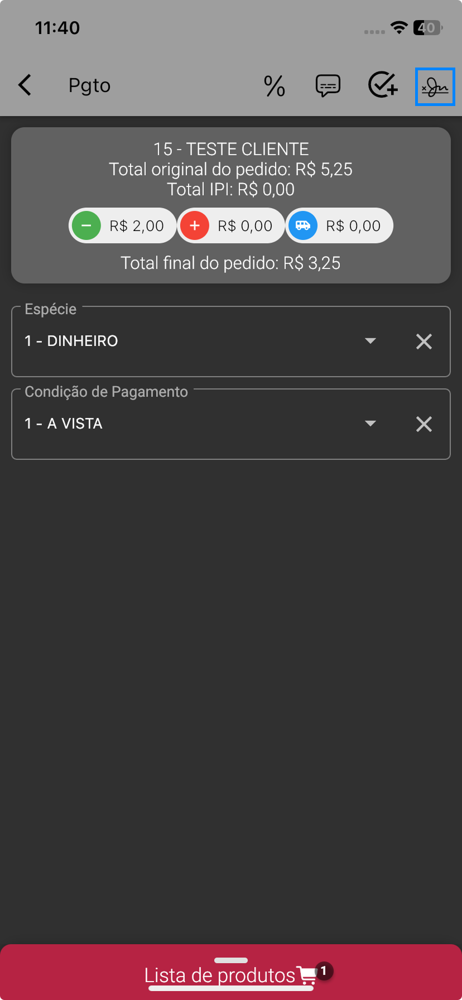 11:40
40
Pgto
%
15 - TESTE CLIENTE
Total original do pedido: R$ 5,25
Total IPI: R$ 0,00
R$ 2,00
R$ 0,00
R$ 0,00
Total final do pedido: R$ 3,25
Espécie
1 - DINHEIRO
Condição de Pagamento
1 - A VISTA
Lista de produtos
1